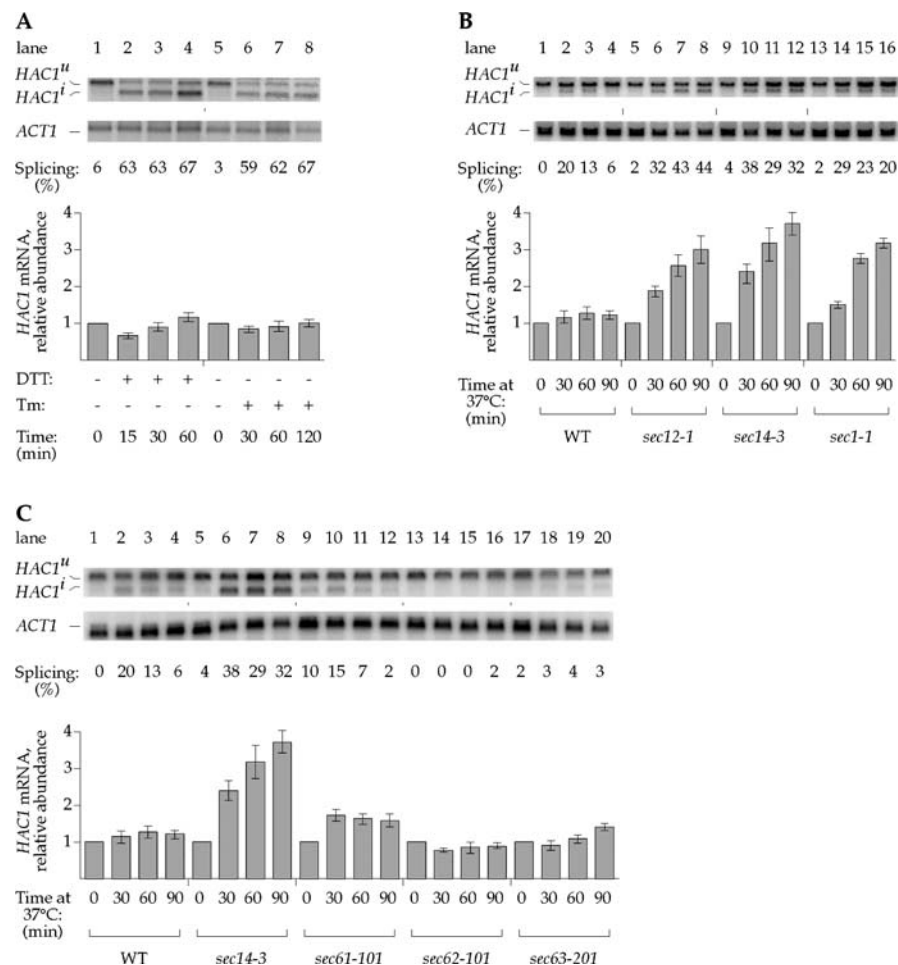 A
lane 1 2 3 4 5 6 7 8
HAC1u
HAC1i
ACT1
Splicing: 6 63 63 67 3 59 62 67
(%)
4
3
2
1
HAC1 mRNA,
relative abundance
DTT: - + + + - - - -
Tm: - - - - - + + +
Time: 0 15 30 60 0 30 60 120
(min)
B
lane 1 2 3 4 5 6 7 8 9 10 11 12 13 14 15 16
HAC1u
HAC1i
ACT1
Splicing: 0 20 13 6 2 32 43 44 4 38 29 32 2 29 23 20
(%)
4
3
2
1
HAC1 mRNA,
relative abundance
Time at 0 30 60 90 0 30 60 90 0 30 60 90 0 30 60 90
37°C:
(min)
WT sec12-1 sec14-3 sec1-1
C
lane 1 2 3 4 5 6 7 8 9 10 11 12 13 14 15 16 17 18 19 20
HAC1u
HAC1i
ACT1
Splicing: 0 20 13 6 4 38 29 32 10 15 7 2 0 0 0 2 2 3 4 3
(%)
4
3
2
1
HAC1 mRNA,
relative abundance
Time at 0 30 60 90 0 30 60 90 0 30 60 90 0 30 60 90 0 30 60 90
37°C:
(min)
WT sec14-3 sec61-101 sec62-101 sec63-201